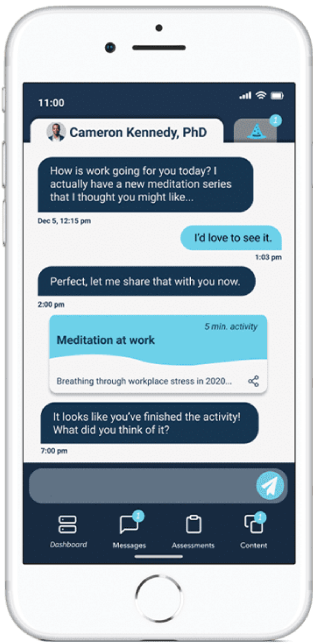 11:00
Cameron Kennedy, PhD
1
How is work going for you today? I
actually have a new meditation series
that I thought you might like...
Dec 5, 12:15 pm
I'd love to see it.
1:03 pm
Perfect, let me share that with you now.
2:00 pm
5 min. activity
Meditation at work
Breathing through workplace stress in 2020...
It looks like you've finished the activity!
What did you think of it?
7:00 pm
1
1
Dashboard
Messages
Assessments
Content